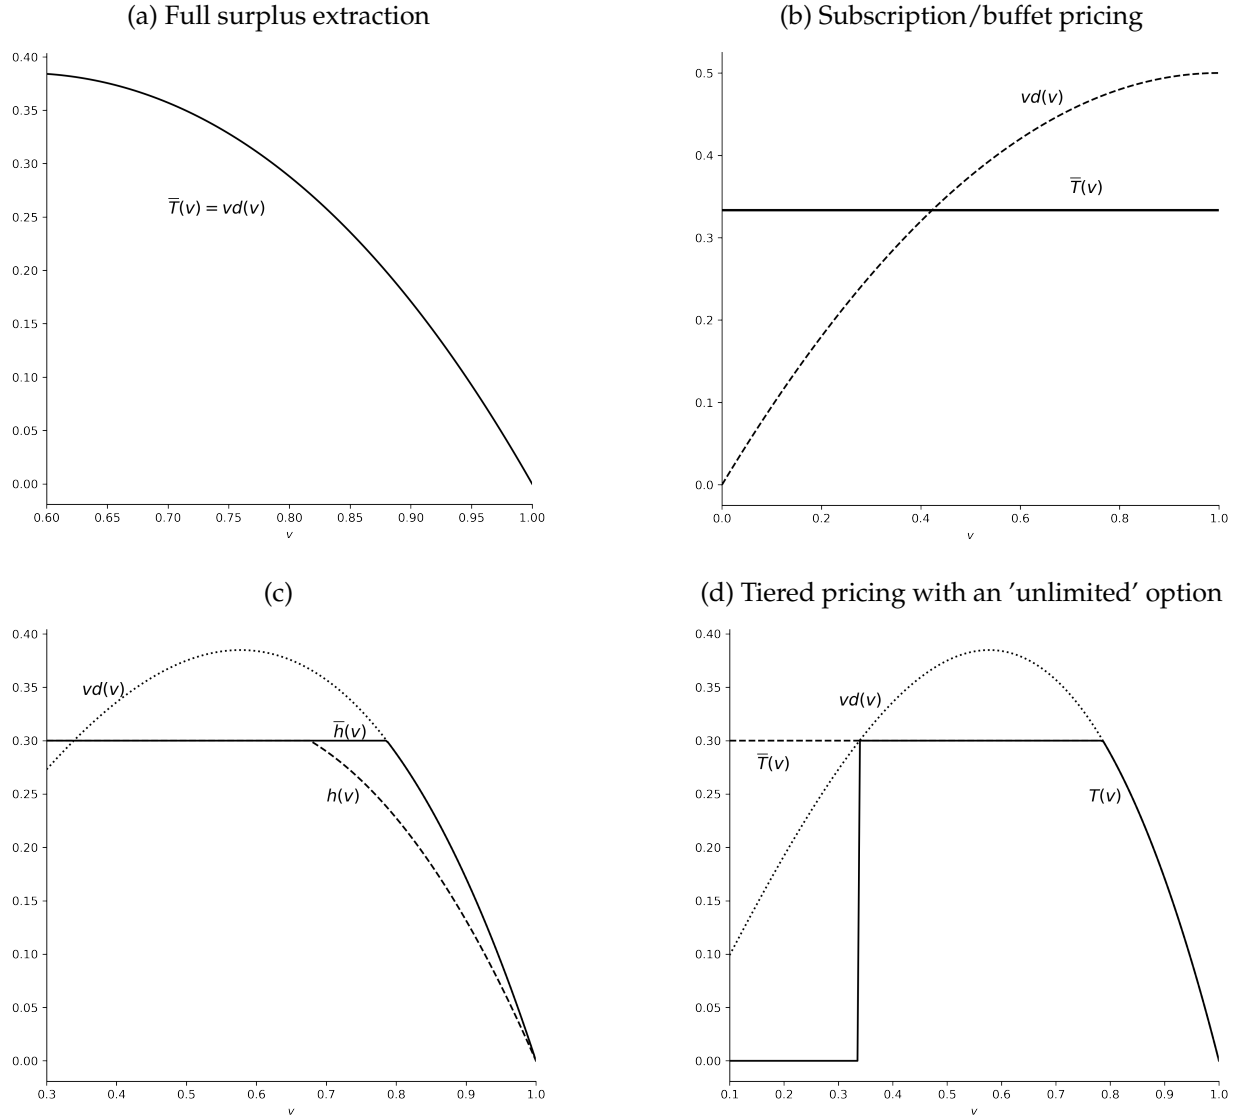 (a) Full surplus extraction
0.40
0.35
0.30
0.25
0.20
0.15
0.10
0.05
0.00
T̅(v) = vd(v)
0.60 0.65 0.70 0.75 0.80 0.85 0.90 0.95 1.00
v
(b) Subscription/buffet pricing
0.5
0.4
0.3
0.2
0.1
0.0
vd(v)
T̅(v)
0.0 0.2 0.4 0.6 0.8 1.0
v
(c)
0.40
0.35
0.30
0.25
0.20
0.15
0.10
0.05
0.00
vd(v)
h̅(v)
h(v)
0.3 0.4 0.5 0.6 0.7 0.8 0.9 1.0
v
(d) Tiered pricing with an ’unlimited’ option
0.40
0.35
0.30
0.25
0.20
0.15
0.10
0.05
0.00
vd(v)
T̅(v)
T(v)
0.1 0.2 0.3 0.4 0.5 0.6 0.7 0.8 0.9 1.0
v